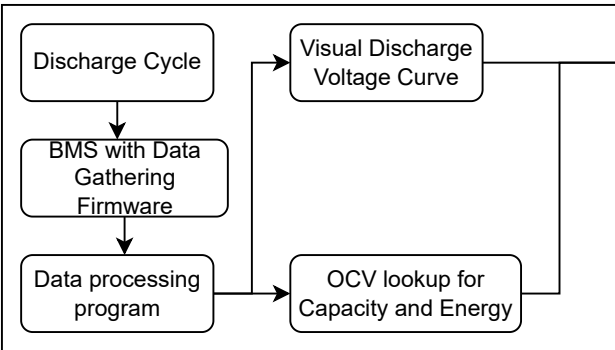 Discharge Cycle
Visual Discharge
Voltage Curve
BMS with Data
Gathering
Firmware
Data processing
program
OCV lookup for
Capacity and Energy